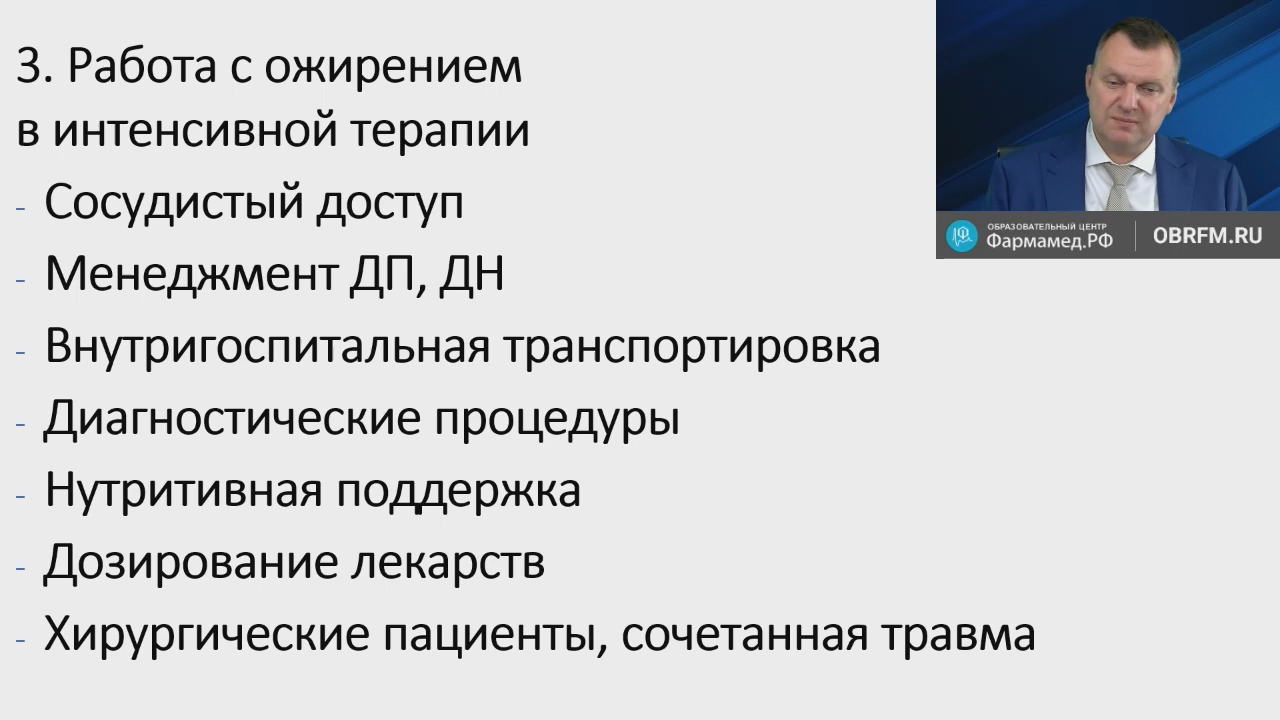 3. Работа с ожирением
в интенсивной терапии
- Сосудистый доступ
- Менеджмент ДП, ДН
- Внутригоспитальная транспортировка
- Диагностические процедуры
- Нутритивная поддержка
- Дозирование лекарств
- Хирургические пациенты, сочетанная травма
ОБРАЗОВАТЕЛЬНЫЙ ЦЕНТР
Фармамед.РФ
OBRFM.RU